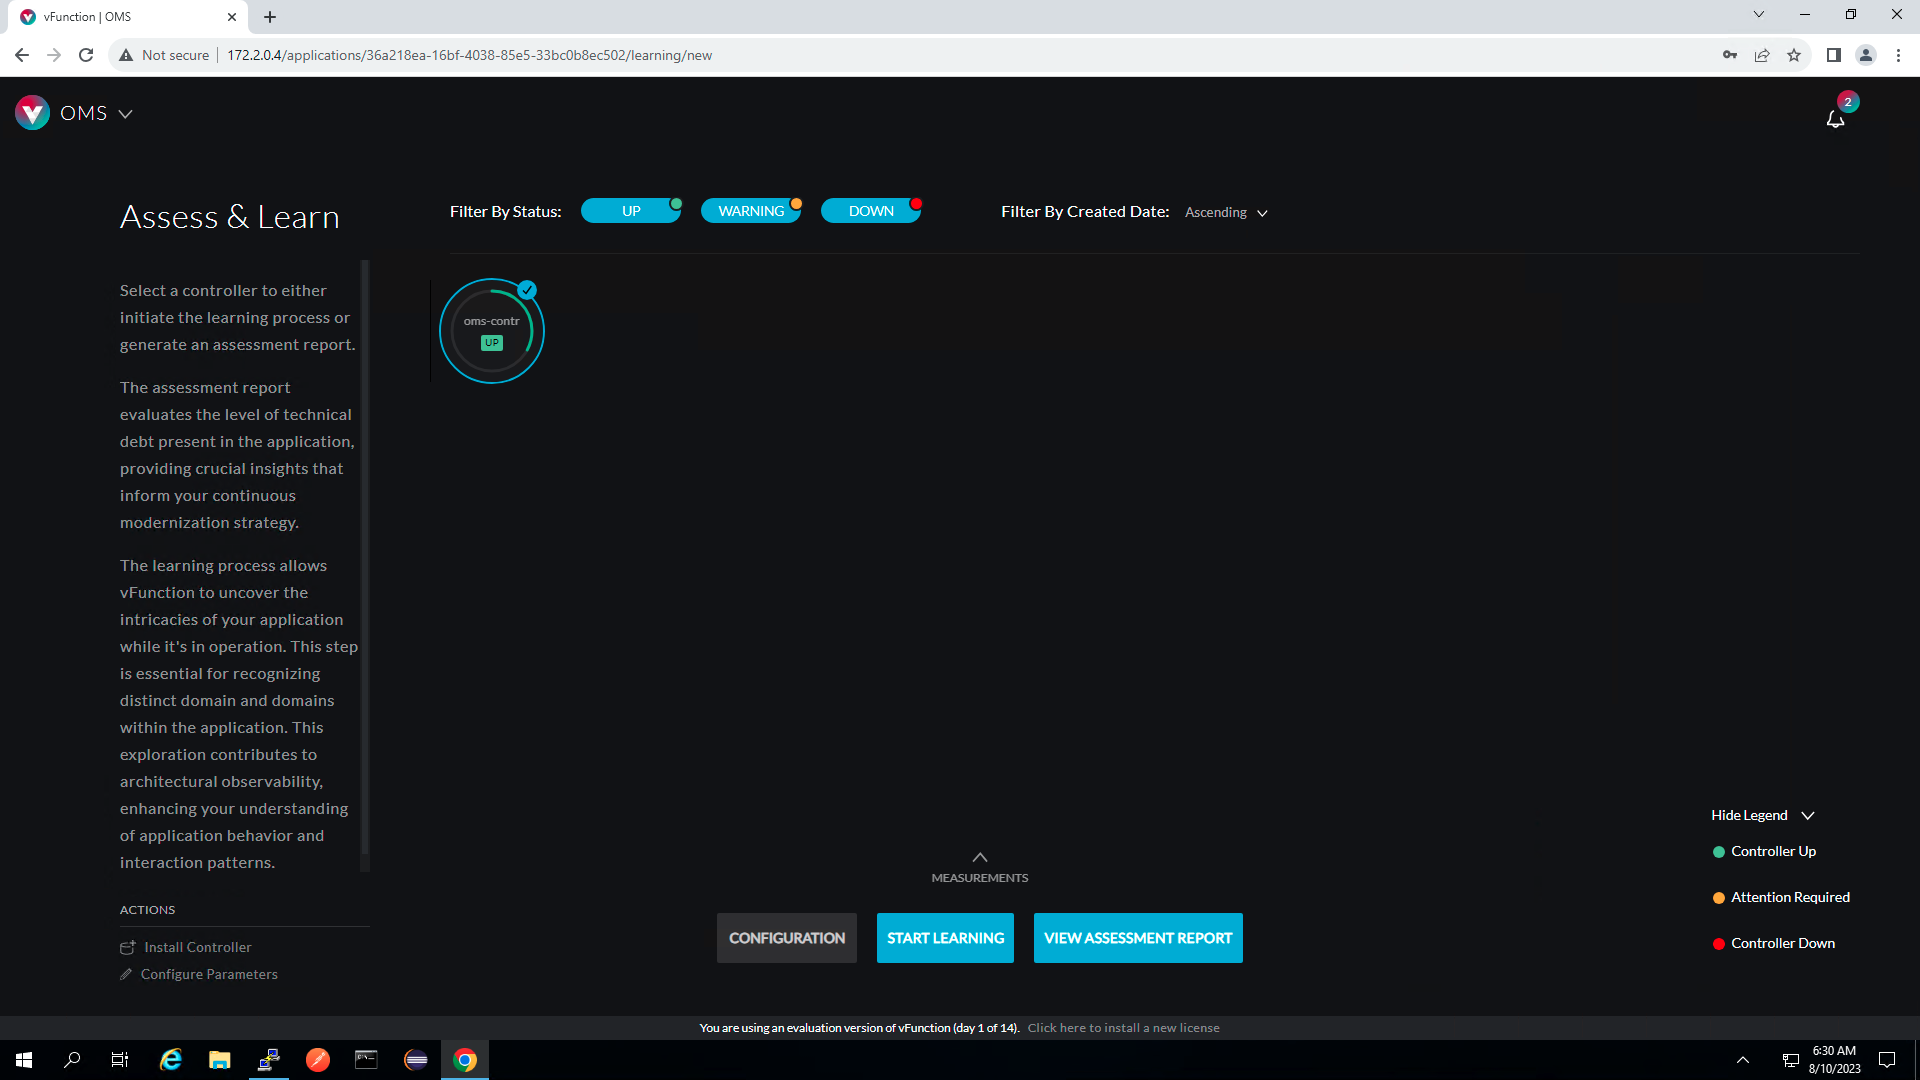 vFunction | OMS
Not secure
172.2.0.4/applications/36a218ea-16bf-4038-85e5-33bc0b8ec502/learning/new
OMS
2
Assess & Learn
Filter By Status:
UP
WARNING
DOWN
Filter By Created Date:
Ascending
Select a controller to either
initiate the learning process or
generate an assessment report.
The assessment report
evaluates the level of technical
debt present in the application,
providing crucial insights that
inform your continuous
modernization strategy.
The learning process allows
vFunction to uncover the
intricacies of your application
while it's in operation. This step
is essential for recognizing
distinct domain and domains
within the application. This
exploration contributes to
architectural observability,
enhancing your understanding
of application behavior and
interaction patterns.
oms-contr
UP
ACTIONS
Install Controller
Configure Parameters
MEASUREMENTS
CONFIGURATION
START LEARNING
VIEW ASSESSMENT REPORT
Hide Legend
Controller Up
Attention Required
Controller Down
You are using an evaluation version of vFunction (day 1 of 14).
Click here to install a new license
6:30 AM
8/10/2023